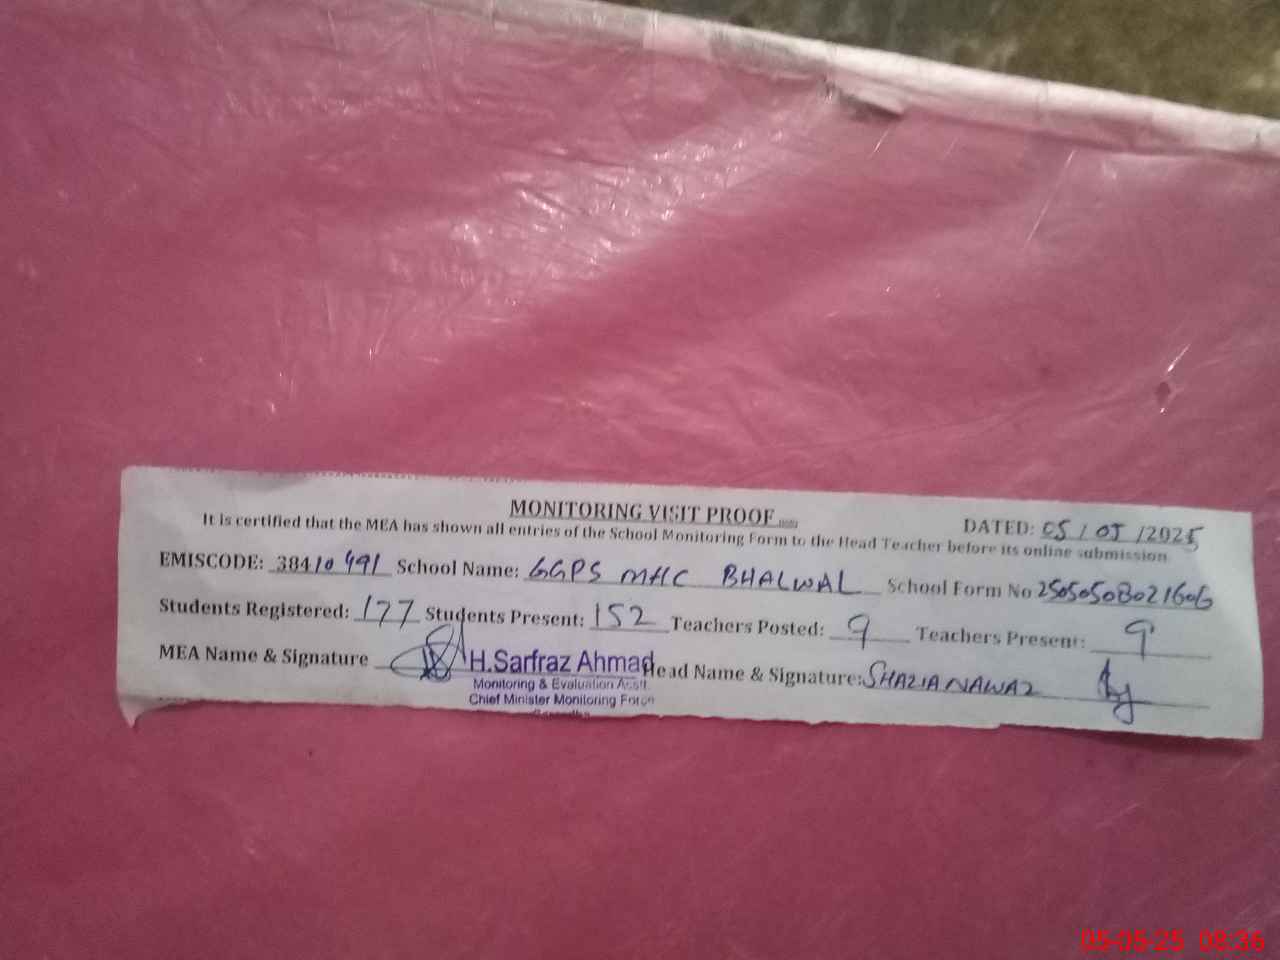 MONITORING VISIT PROOF
DATED: 05 / 05 / 2025
It is certified that the MEA has shown all entries of the School Monitoring Form to the Head Teacher before its online submission
EMISCODE: 38410491 School Name: GGPS MHC BHALWAL School Form No 25050508021606
Students Registered: 177 Students Present: 152 Teachers Posted: 9 Teachers Present: 9
MEA Name & Signature H.Sarfraz Ahmad Head Name & Signature: SHAZIA NAWAZ
Monitoring & Evaluation Asstt.
Chief Minister Monitoring Force
05-05-25 08:36